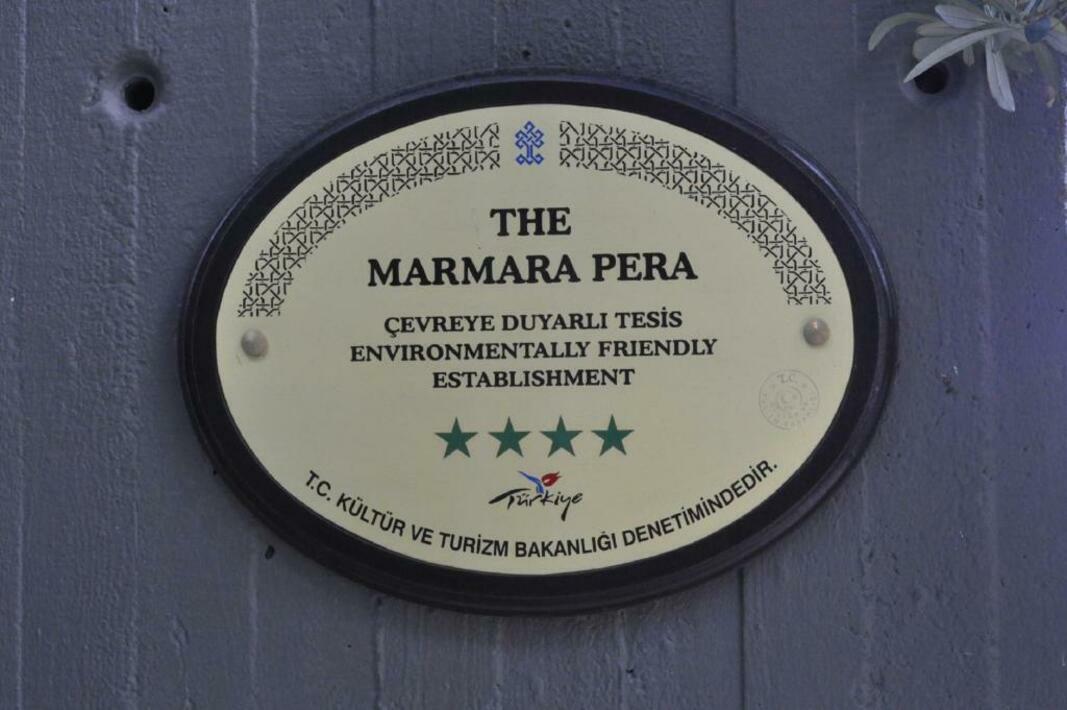 THE
MARMARA PERA
ÇEVREYE DUYARLI TESİS
ENVIRONMENTALLY FRIENDLY
ESTABLISHMENT
Türkiye
T.C. KÜLTÜR VE TURİZM BAKANLIĞI DENETİMİNDEDİR.
T.C.